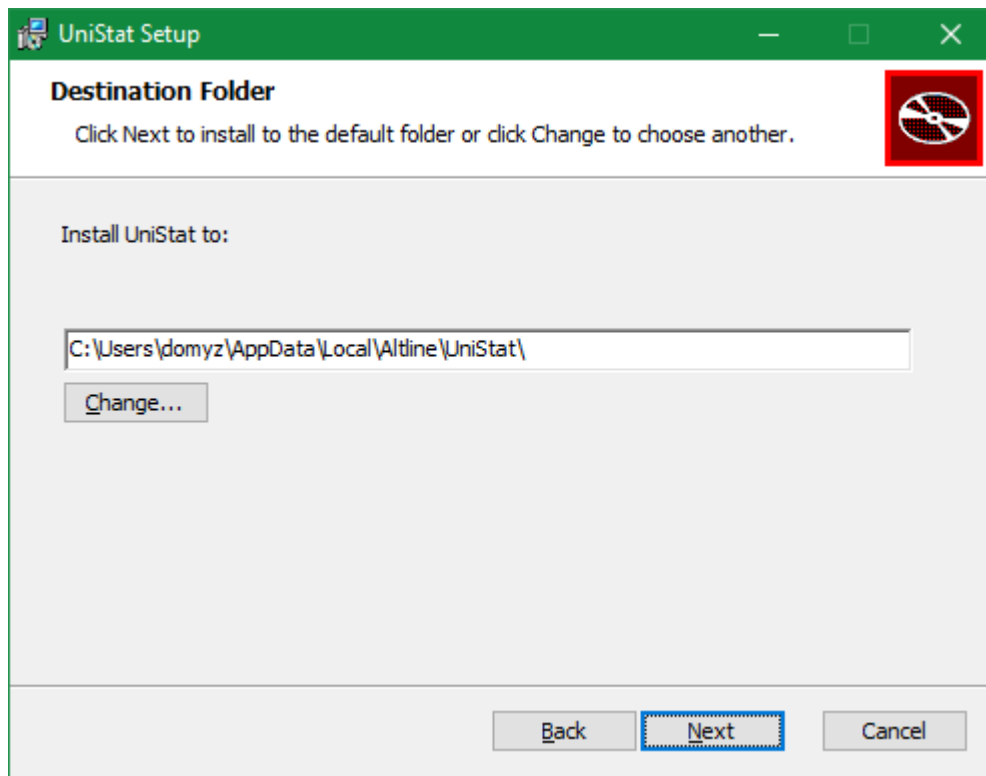 UniStat Setup
Destination Folder
Click Next to install to the default folder or click Change to choose another.
Install UniStat to:
C:\Users\domyz\AppData\Local\Altline\UniStat\
Change...
Back Next Cancel